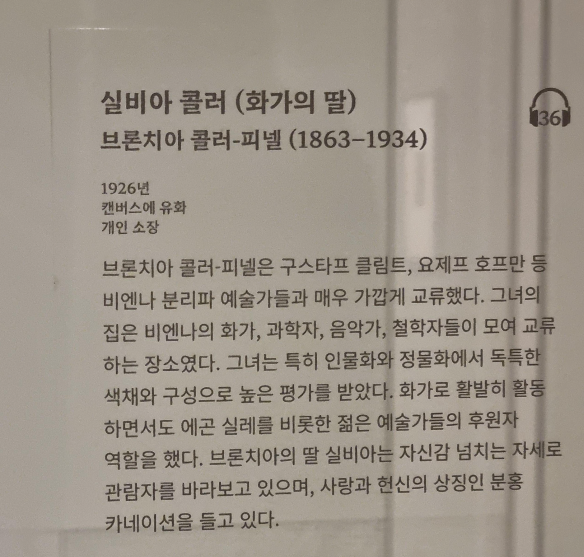 실비아 콜러 (화가의 딸)
36
브론치아 콜러-피넬 (1863–1934)
1926년
캔버스에 유화
개인 소장
브론치아 콜러-피넬은 구스타프 클림트, 요제프 호프만 등
비엔나 분리파 예술가들과 매우 가깝게 교류했다. 그녀의
집은 비엔나의 화가, 과학자, 음악가, 철학자들이 모여 교류
하는 장소였다. 그녀는 특히 인물화와 정물화에서 독특한
색채와 구성으로 높은 평가를 받았다. 화가로 활발히 활동
하면서도 에곤 실레를 비롯한 젊은 예술가들의 후원자
역할을 했다. 브론치아의 딸 실비아는 자신감 넘치는 자세로
관람자를 바라보고 있으며, 사랑과 헌신의 상징인 분홍
카네이션을 들고 있다.